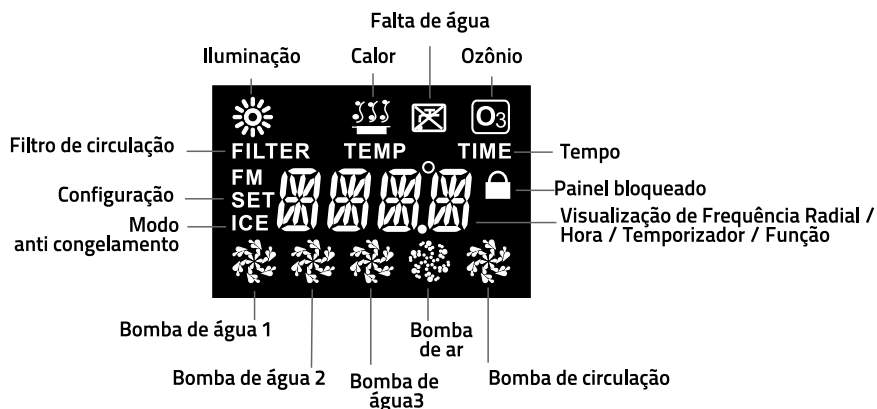 Falta de água
Iluminação
Calor
Ozônio
O3
Filtro de circulação
FILTER TEMP TIME
Tempo
FM
Configuração
SET
Painel bloqueado
Modo
anti congelamento
ICE
Visualização de Frequência Radial /
Hora / Temporizador / Função
Bomba de água 1
Bomba
de ar
Bomba de água 2
Bomba de
água3
Bomba de circulação